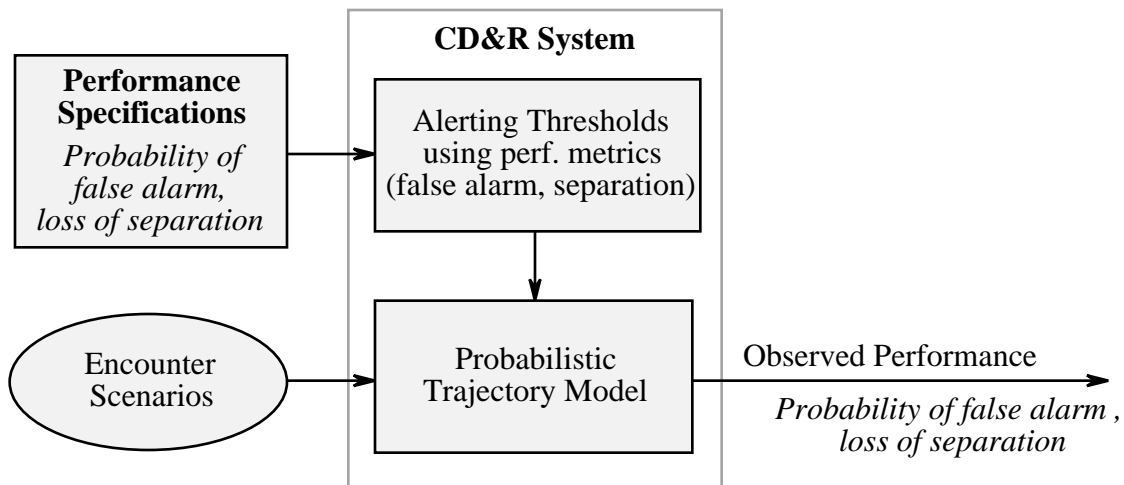 CD&R System
Performance
Specifications
Probability of
false alarm,
loss of separation
Alerting Thresholds
using perf. metrics
(false alarm, separation)
Encounter
Scenarios
Probabilistic
Trajectory Model
Observed Performance
Probability of false alarm ,
loss of separation